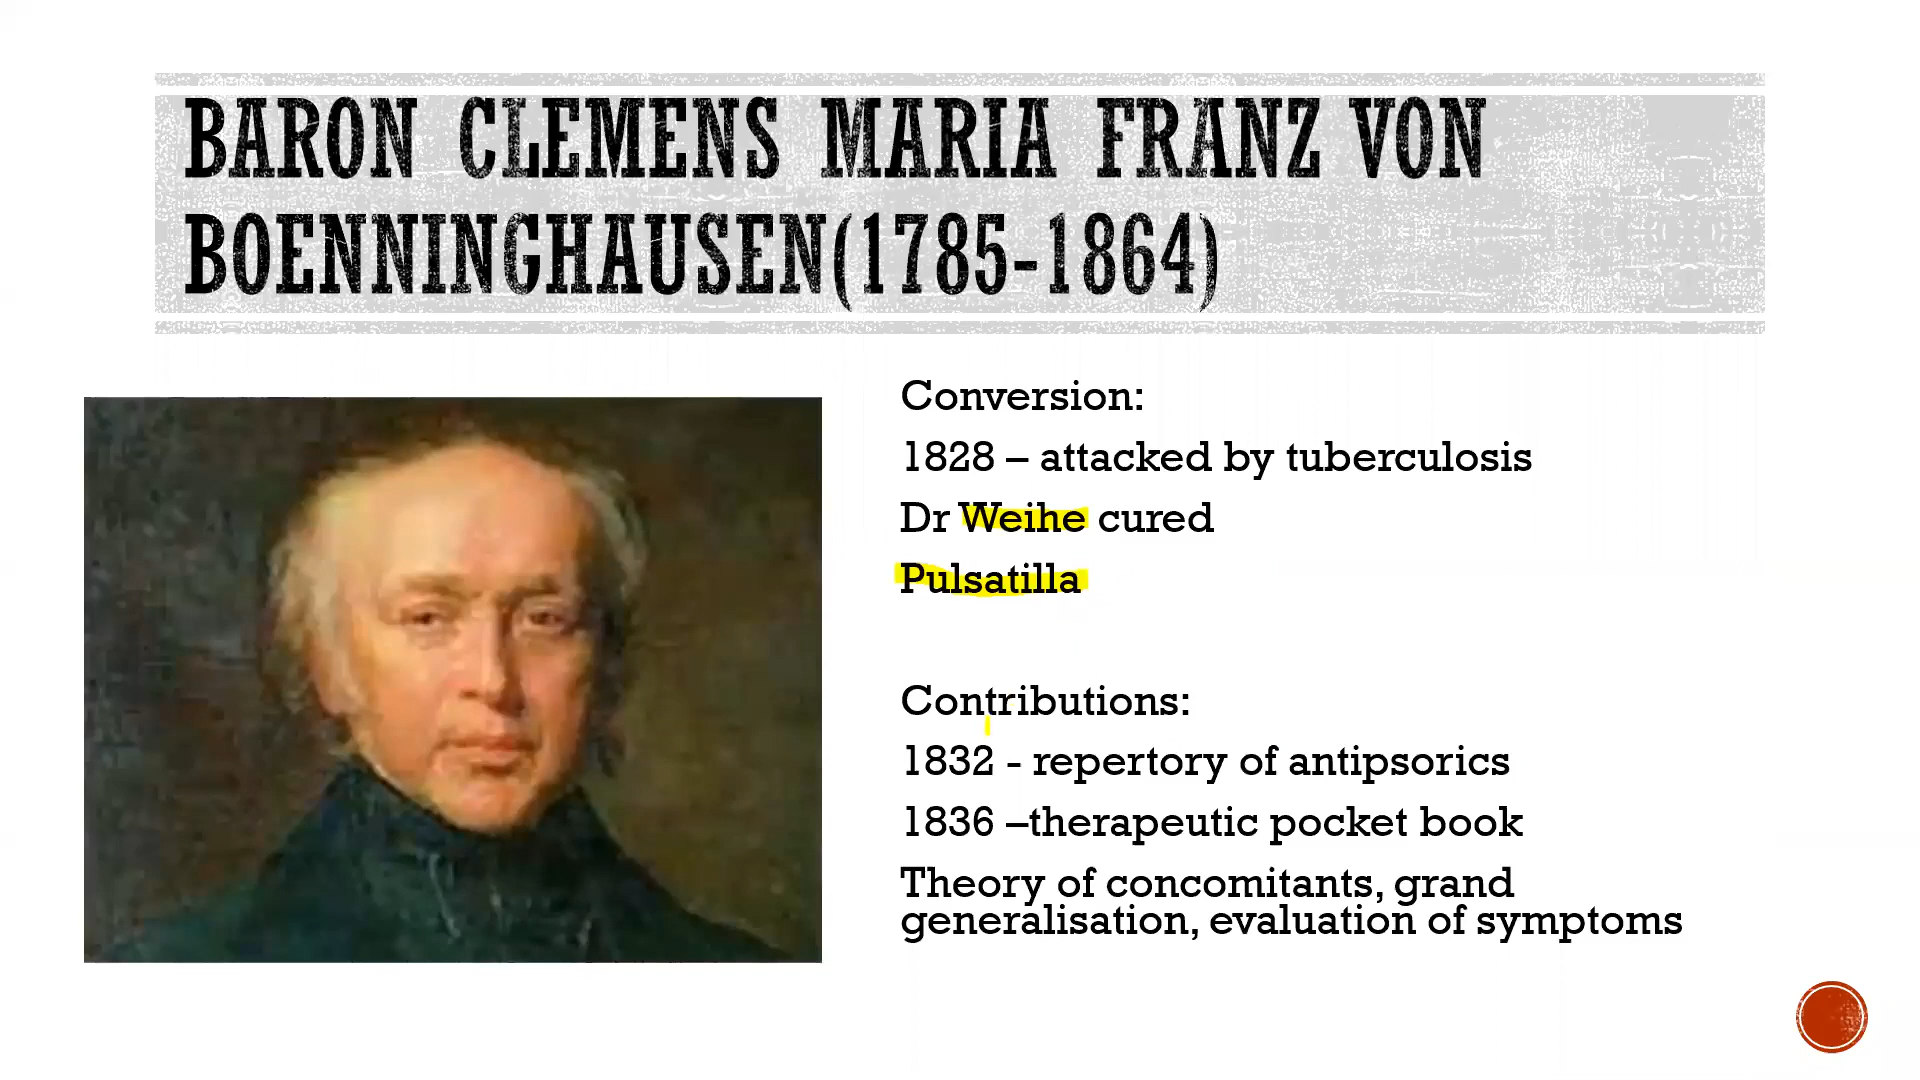 BARON CLEMENS MARIA FRANZ VON
BOENNINGHAUSEN(1785-1864)
Conversion:
1828 – attacked by tuberculosis
Dr Weihe cured
Pulsatilla
Contributions:
1832 - repertory of antipsorics
1836 –therapeutic pocket book
Theory of concomitants, grand
generalisation, evaluation of symptoms